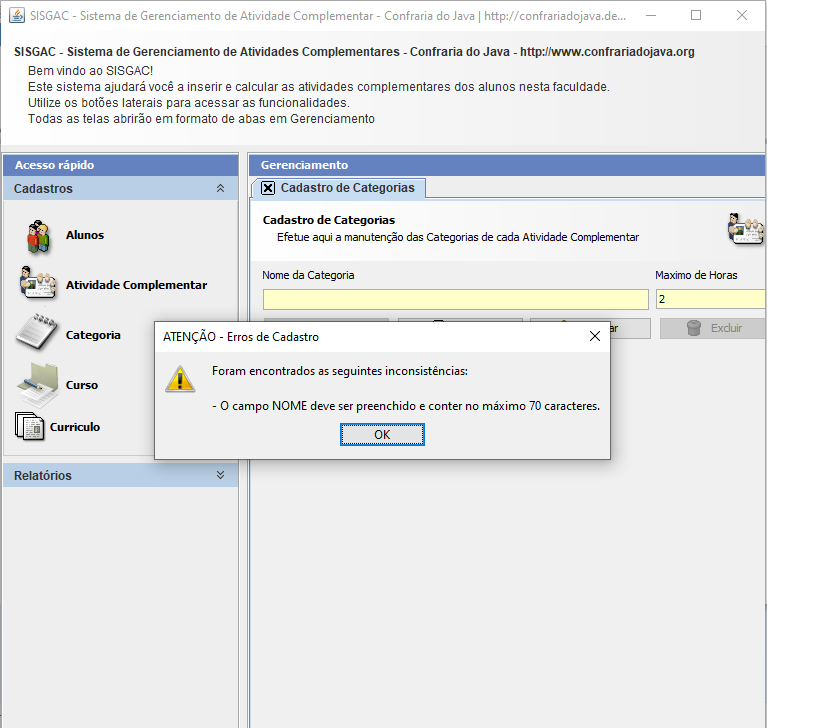 SISGAC - Sistema de Gerenciamento de Atividade Complementar - Confraria do Java | http://confrariadojava.de...
SISGAC - Sistema de Gerenciamento de Atividades Complementares - Confraria do Java - http://www.confrariadojava.org
Bem vindo ao SISGAC!
Este sistema ajudará você a inserir e calcular as atividades complementares dos alunos nesta faculdade.
Utilize os botões laterais para acessar as funcionalidades.
Todas as telas abrirão em formato de abas em Gerenciamento
Acesso rápido
Cadastros
Alunos
Atividade Complementar
Categoria
Curso
Curriculo
Relatórios
Gerenciamento
Cadastro de Categorias
Cadastro de Categorias
Efetue aqui a manutenção das Categorias de cada Atividade Complementar
Nome da Categoria
Maximo de Horas
2
Excluir
ATENÇÃO - Erros de Cadastro
Foram encontrados as seguintes inconsistências:
- O campo NOME deve ser preenchido e conter no máximo 70 caracteres.
OK